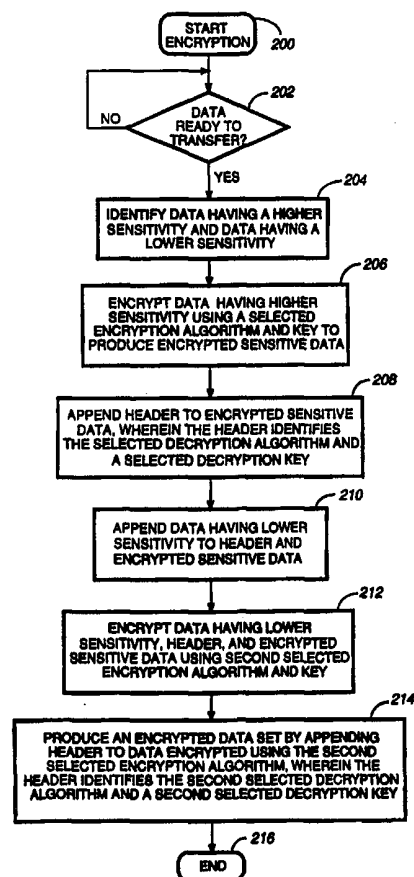 START
ENCRYPTION
200
202
DATA
READY TO
TRANSFER?
NO
YES
204
IDENTIFY DATA HAVING A HIGHER
SENSITIVITY AND DATA HAVING A
LOWER SENSITIVITY
206
ENCRYPT DATA HAVING HIGHER
SENSITIVITY USING A SELECTED
ENCRYPTION ALGORITHM AND KEY TO
PRODUCE ENCRYPTED SENSITIVE DATA
208
APPEND HEADER TO ENCRYPTED SENSITIVE
DATA, WHEREIN THE HEADER IDENTIFIES
THE SELECTED DECRYPTION ALGORITHM AND
A SELECTED DECRYPTION KEY
210
APPEND DATA HAVING LOWER
SENSITIVITY TO HEADER AND
ENCRYPTED SENSITIVE DATA
212
ENCRYPT DATA HAVING LOWER
SENSITIVITY, HEADER, AND ENCRYPTED
SENSITIVE DATA USING SECOND SELECTED
ENCRYPTION ALGORITHM AND KEY
214
PRODUCE AN ENCRYPTED DATA SET BY APPENDING
HEADER TO DATA ENCRYPTED USING THE SECOND
SELECTED ENCRYPTION ALGORITHM, WHEREIN
THE HEADER IDENTIFIES THE SECOND SELECTED DECRYPTION
ALGORITHM AND A SECOND SELECTED DECRYPTION KEY
216
END